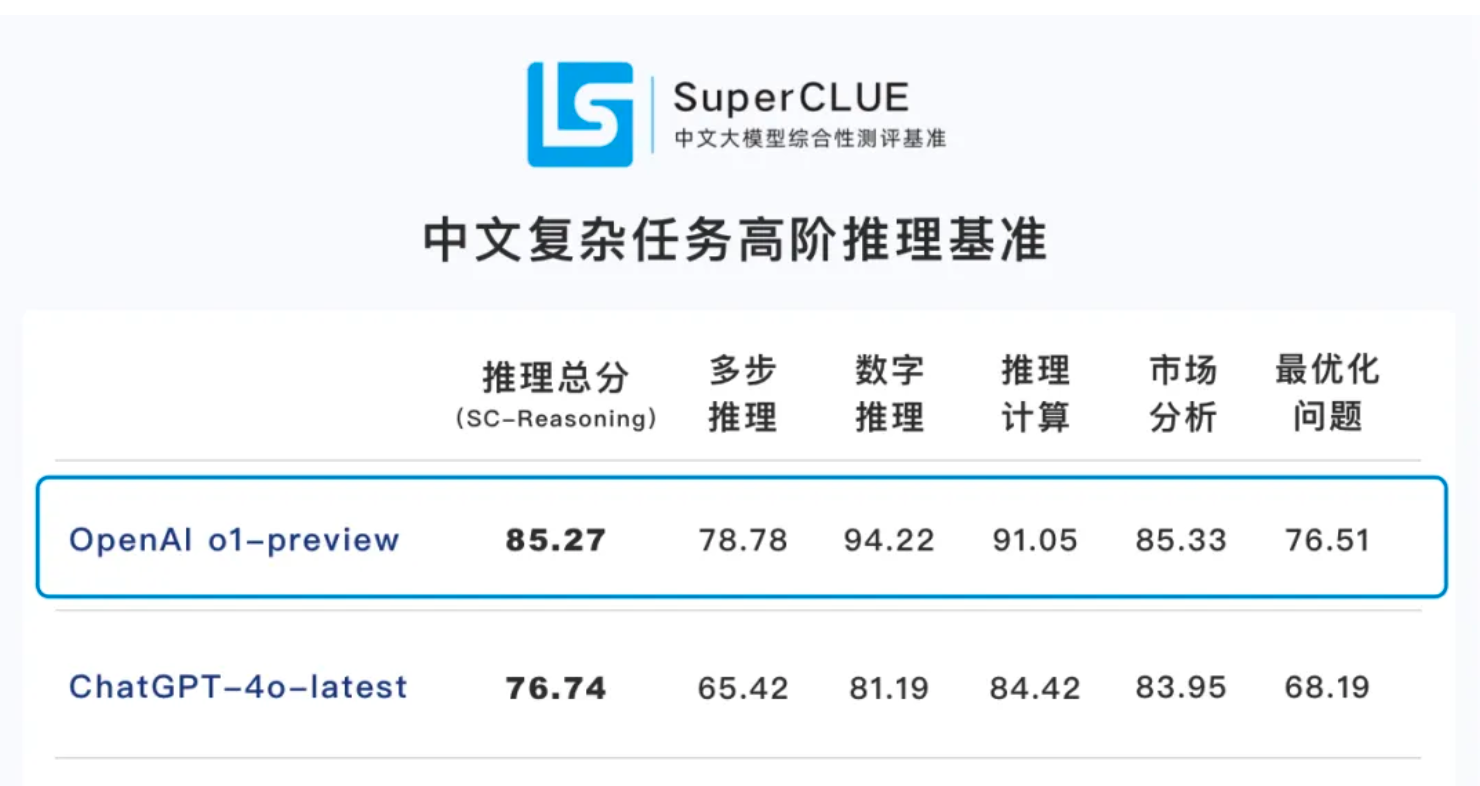 SuperCLUE
中文大模型综合性测评基准
中文复杂任务高阶推理基准
推理总分 多步 数字 推理 市场 最优化
(SC-Reasoning) 推理 推理 计算 分析 问题
OpenAI o1-preview 85.27 78.78 94.22 91.05 85.33 76.51
ChatGPT-4o-latest 76.74 65.42 81.19 84.42 83.95 68.19